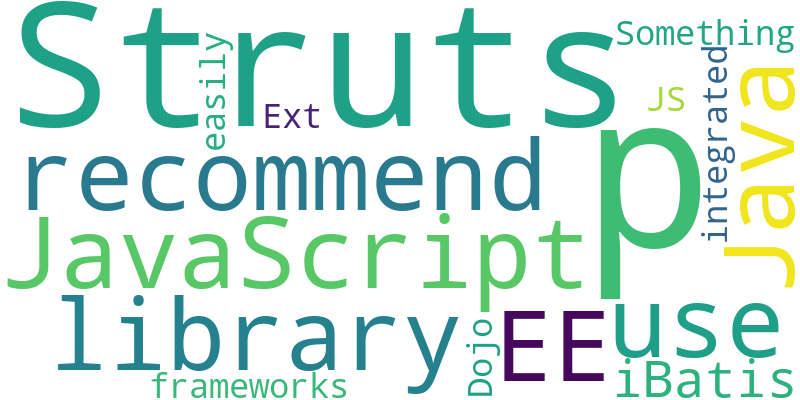 Struts
Something
easily
Ext
JS
integrated
Java
p
recommend
JavaScript
library
EE
use
Dojo
iBatis
frameworks